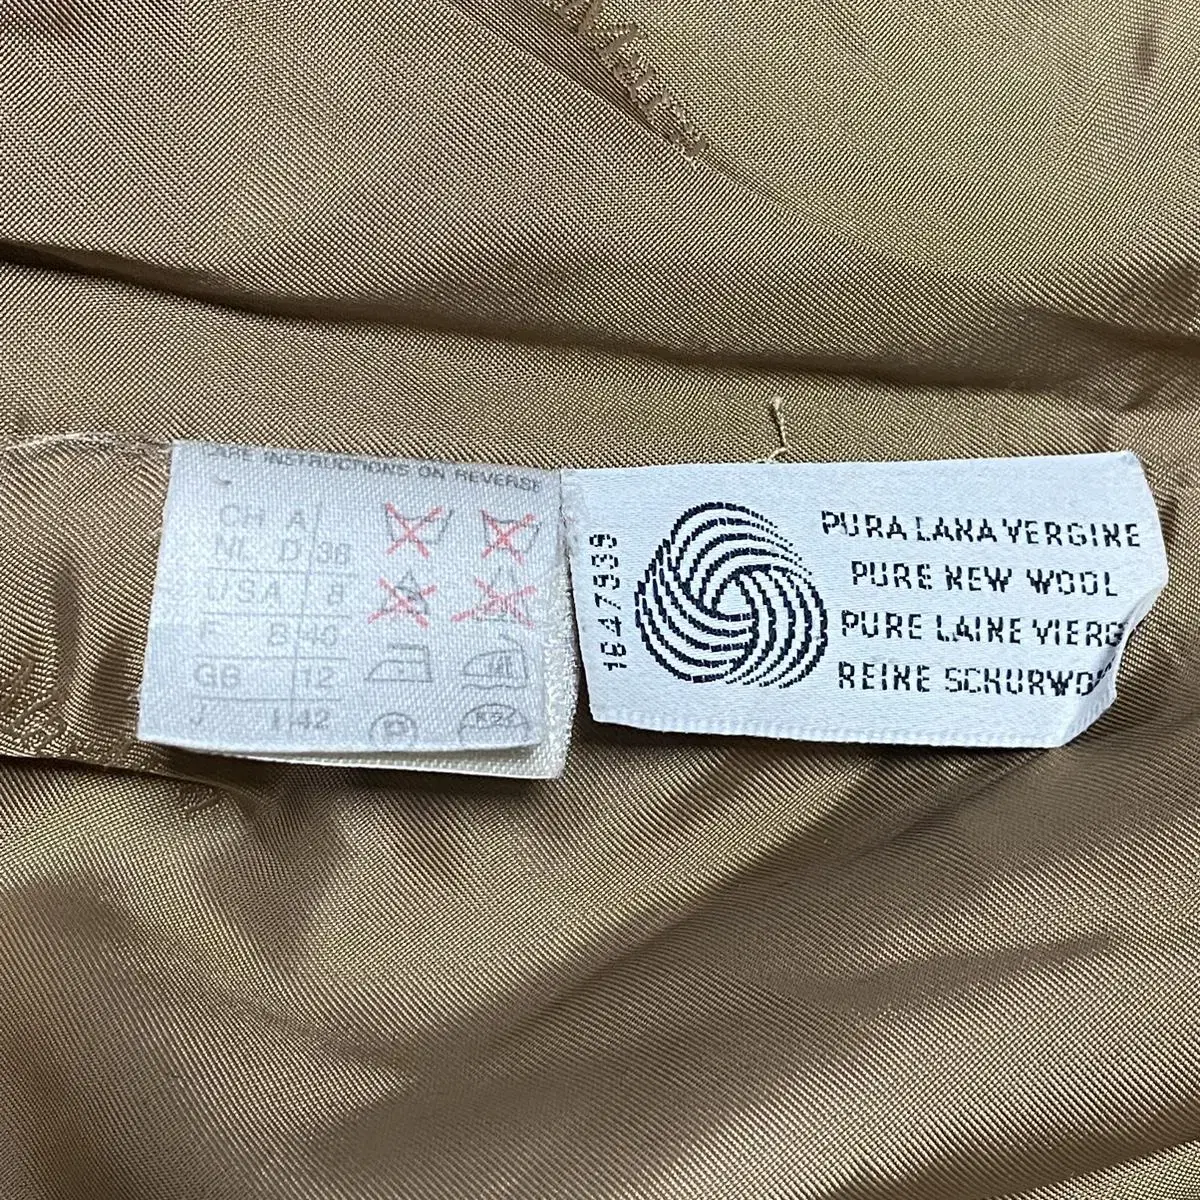 CARE INSTRUCTIONS ON REVERSE
CH A
NL D 38
USA 8
F B 40
GB 12
J I 42
P
1647939
PURA LANA VERGINE
PURE NEW WOOL
PURE LAINE VIERG
REINE SCHURWO